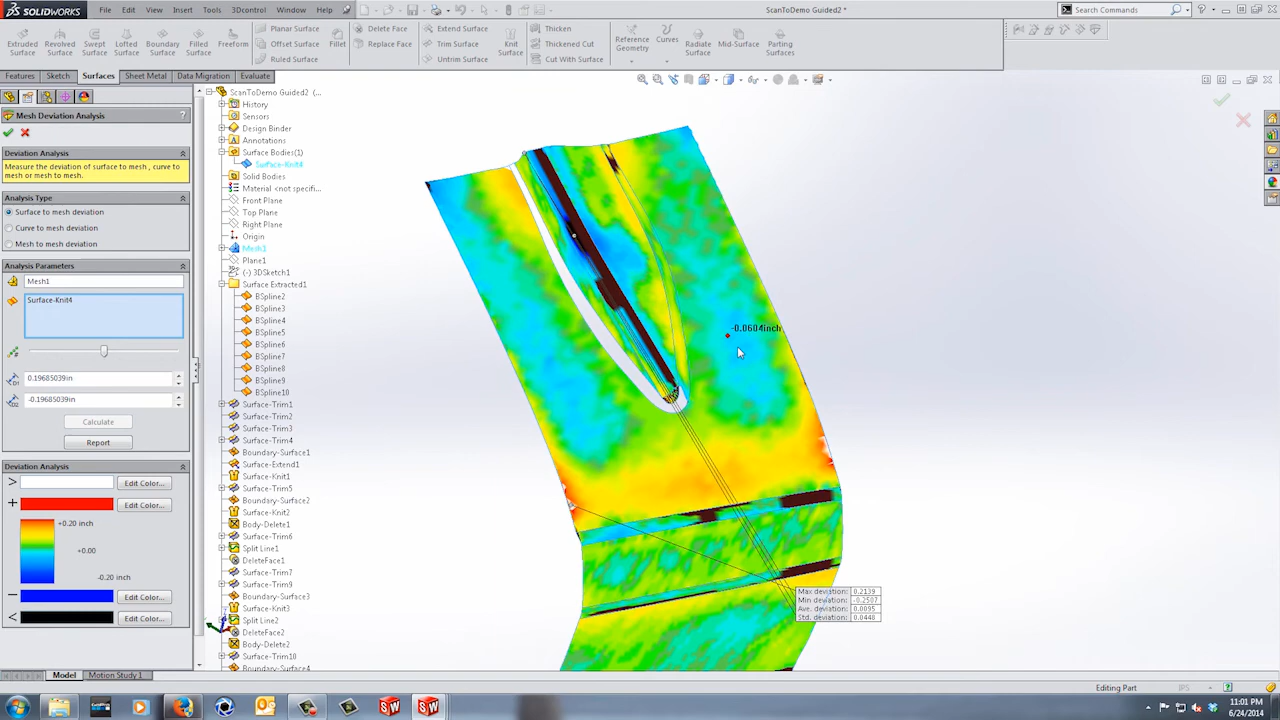 SOLIDWORKS
File Edit View Insert Tools 3Dcontrol Window Help
ScanToDemo Guided2 *
Search Commands
Extruded Surface
Revolved Surface
Swept Surface
Lofted Surface
Boundary Surface
Filled Surface
Freeform
Planar Surface
Offset Surface
Ruled Surface
Fillet
Delete Face
Replace Face
Extend Surface
Trim Surface
Untrim Surface
Knit Surface
Thicken
Thickened Cut
Cut With Surface
Reference Geometry
Curves
Radiate Surface
Mid-Surface
Parting Surfaces
Features Sketch Surfaces Sheet Metal Data Migration Evaluate
Mesh Deviation Analysis ?
Deviation Analysis
Measure the deviation of surface to mesh , curve to mesh or mesh to mesh.
Analysis Type
Surface to mesh deviation
Curve to mesh deviation
Mesh to mesh deviation
Analysis Parameters
Mesh1
Surface-Knit4
0.19685039in
-0.19685039in
Calculate
Report
Deviation Analysis
> Edit Color...
+ Edit Color...
+0.20 inch
+0.00
-0.20 inch
− Edit Color...
< Edit Color...
ScanToDemo Guided2 (...
History
Sensors
Design Binder
Annotations
Surface Bodies(1)
Surface-Knit4
Solid Bodies
Material <not specifi...
Front Plane
Top Plane
Right Plane
Origin
Mesh1
Plane1
(-) 3DSketch1
Surface Extracted1
BSpline2
BSpline3
BSpline4
BSpline5
BSpline6
BSpline7
BSpline8
BSpline9
BSpline10
Surface-Trim1
Surface-Trim2
Surface-Trim3
Surface-Trim4
Boundary-Surface1
Surface-Extend1
Surface-Knit1
Surface-Trim5
Boundary-Surface2
Surface-Knit2
Body-Delete1
Surface-Trim6
Split Line1
DeleteFace1
Surface-Trim7
Surface-Trim9
Boundary-Surface3
Surface-Knit3
Split Line2
DeleteFace2
Body-Delete2
Surface-Trim10
Boundary-Surface4
-0.0604inch
Max deviation: 0.2139
Min deviation: -0.2507
Ave. deviation: 0.0095
Std. deviation: 0.0448
Model Motion Study 1
Editing Part IPS
11:01 PM
6/24/2014